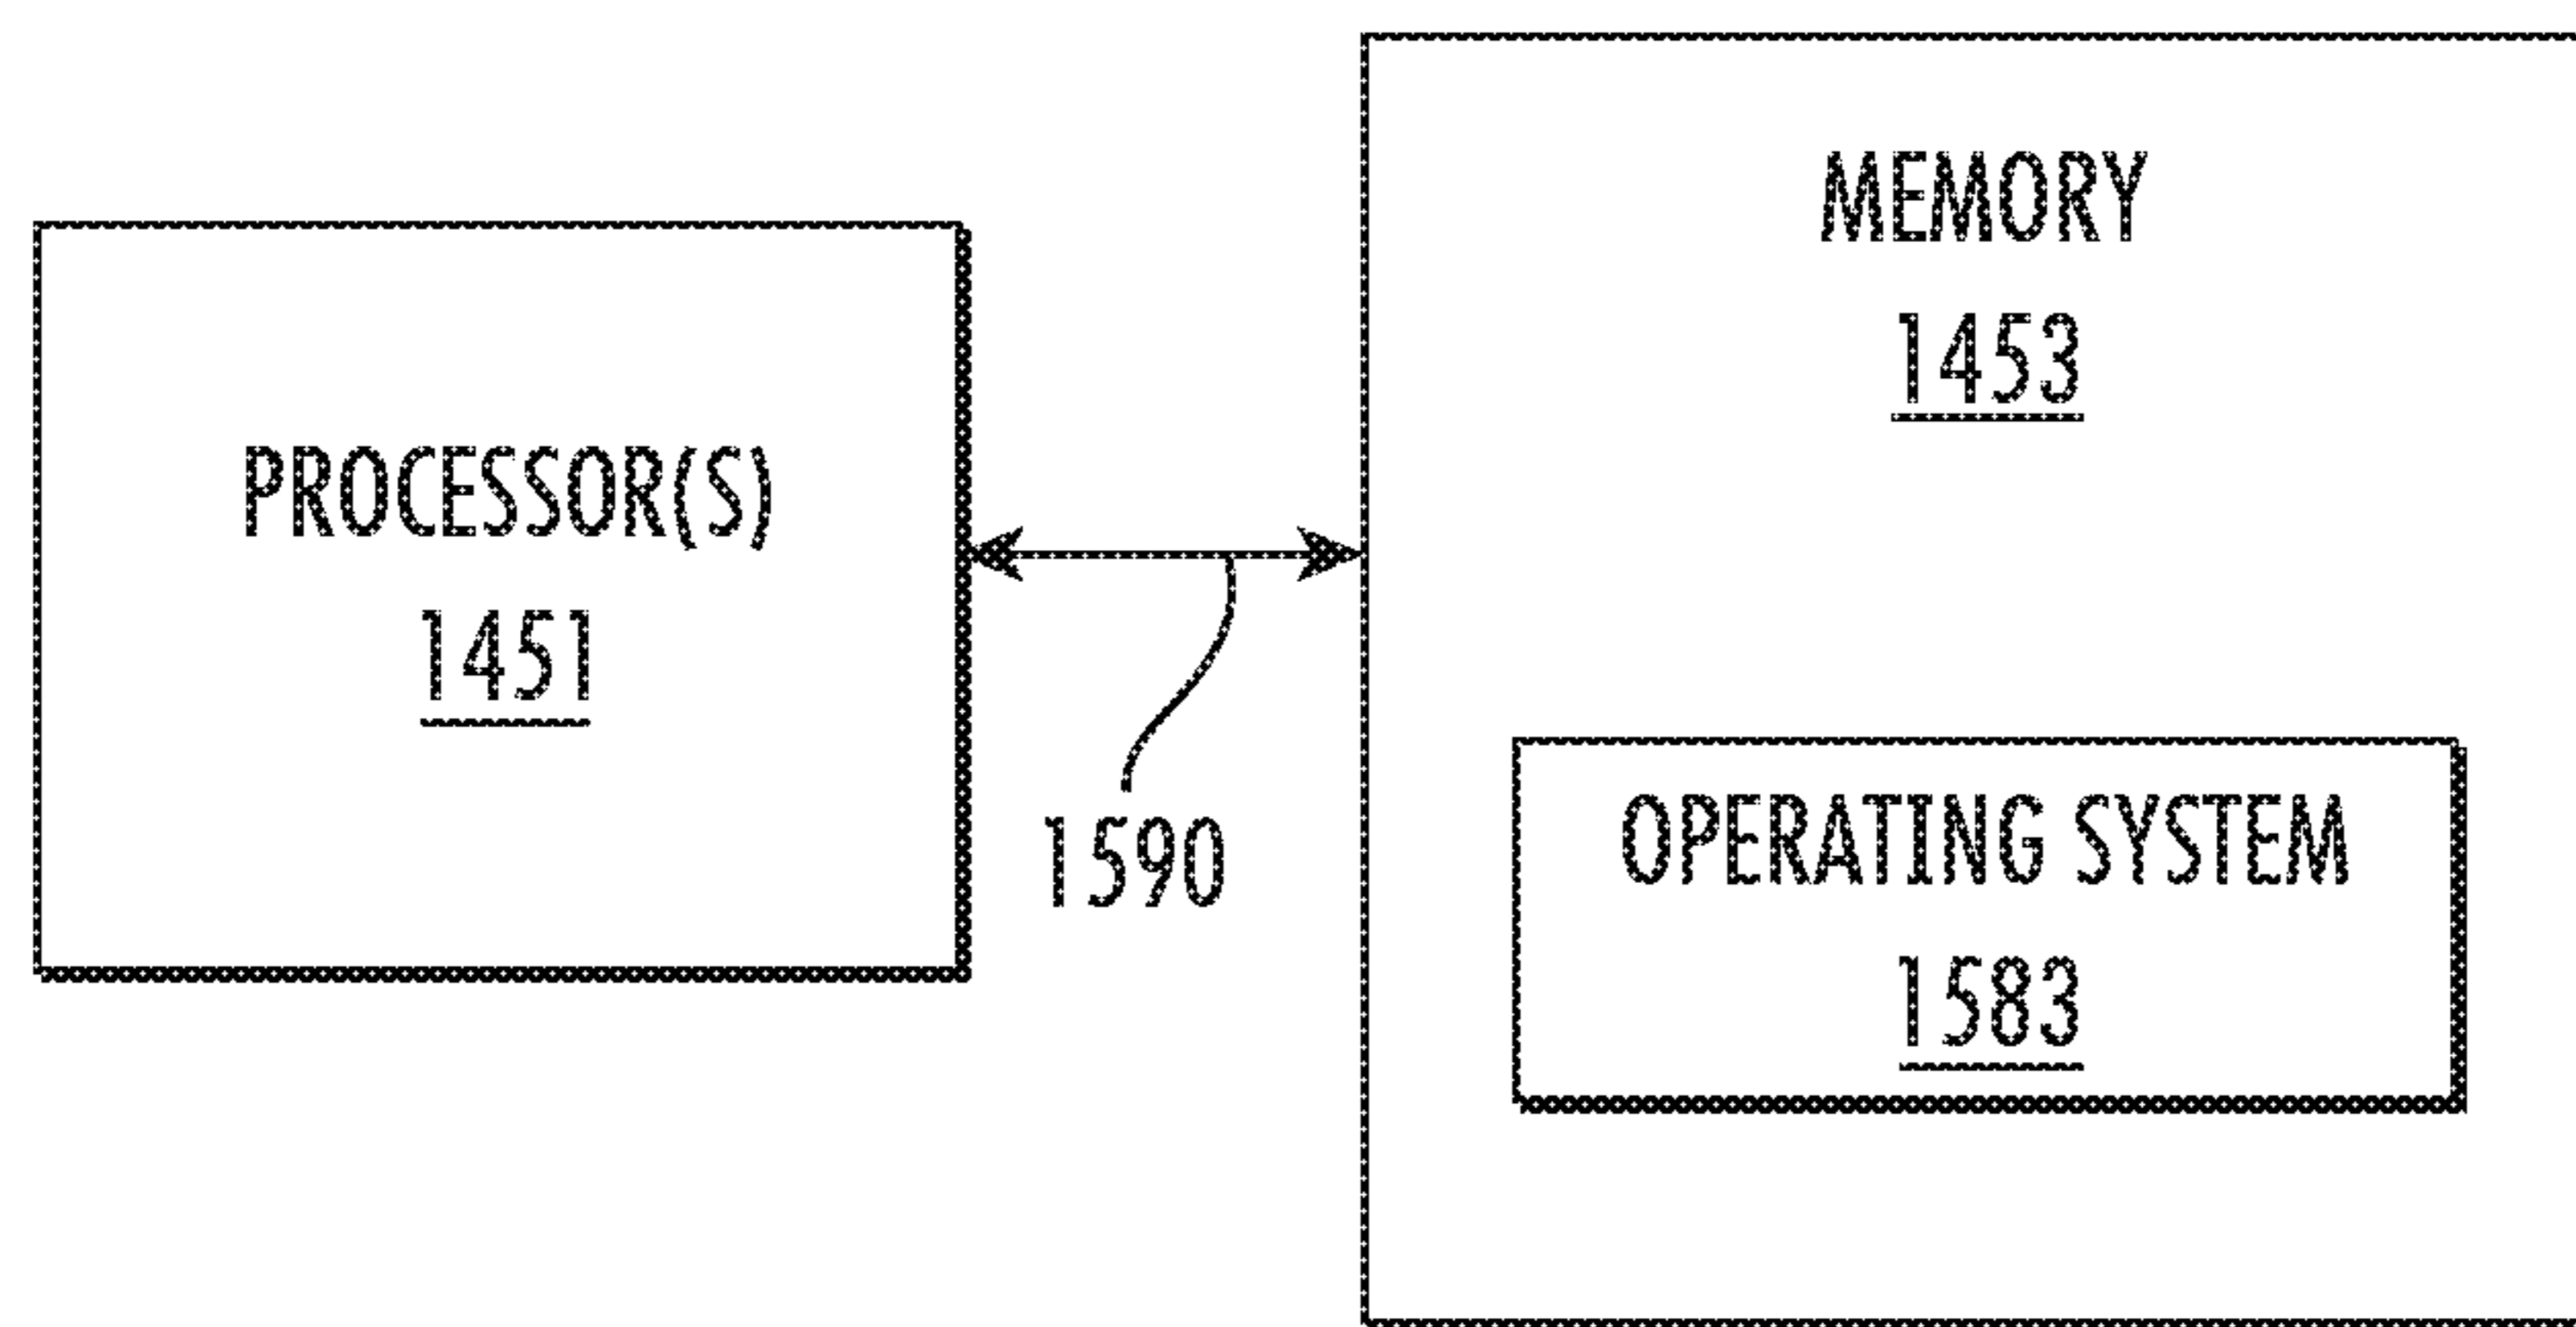 PROCESSOR(S)
1451
1590
MEMORY
1453
OPERATING SYSTEM
1583